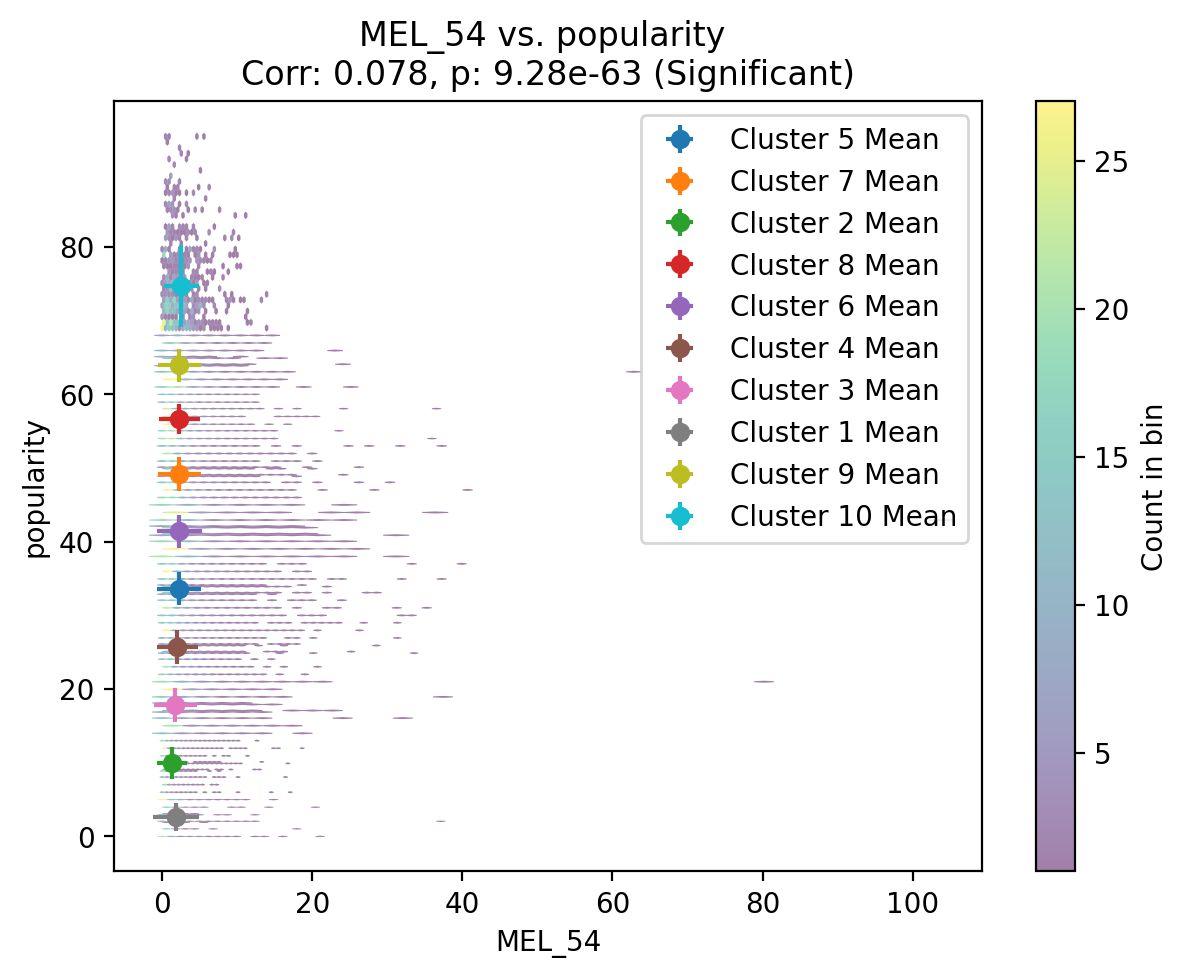 MEL_54 vs. popularity
Corr: 0.078, p: 9.28e-63 (Significant)
Cluster 5 Mean
Cluster 7 Mean
Cluster 2 Mean
Cluster 8 Mean
Cluster 6 Mean
Cluster 4 Mean
Cluster 3 Mean
Cluster 1 Mean
Cluster 9 Mean
Cluster 10 Mean
popularity
80
60
40
20
0
0 20 40 60 80 100
MEL_54
25
20
15
10
5
Count in bin